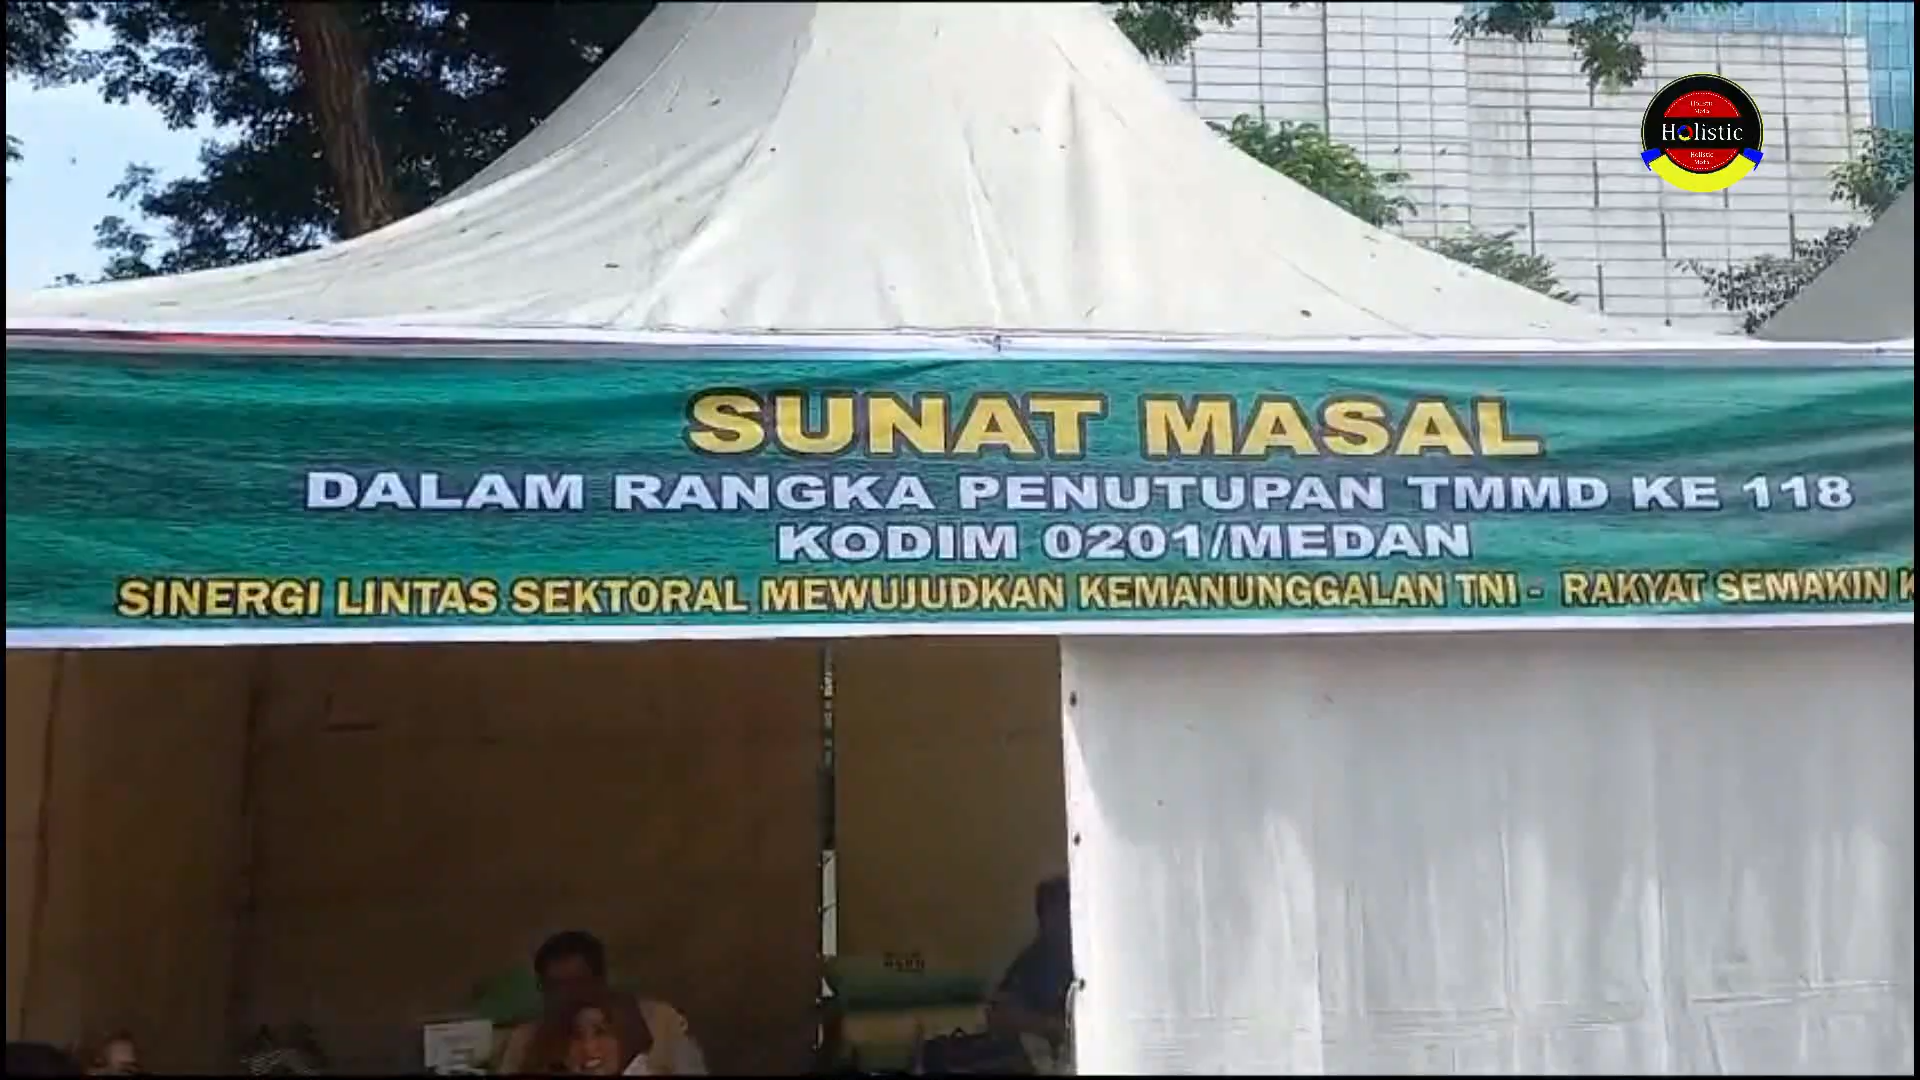 Holistic
SUNAT MASAL
DALAM RANGKA PENUTUPAN TMMD KE 118
KODIM 0201/MEDAN
SINERGI LINTAS SEKTORAL MEWUJUDKAN KEMANUNGGALAN TNI - RAKYAT SEMAKIN K